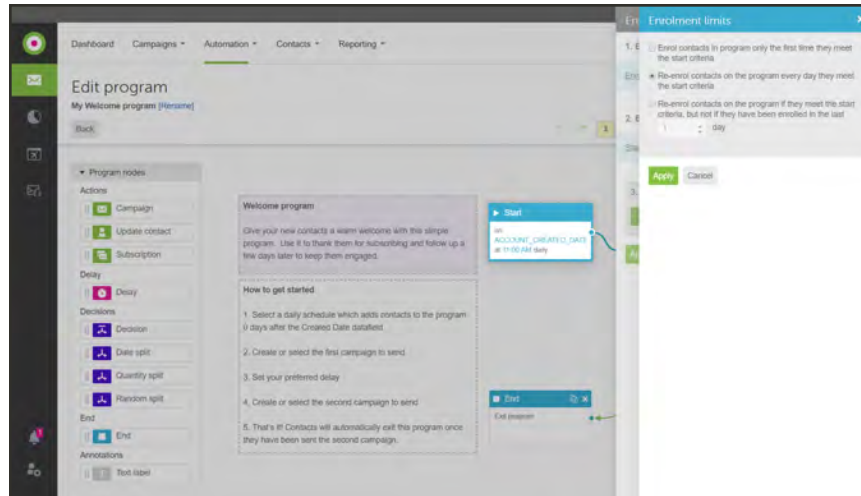 Dashboard Campaigns Automation Contacts Reporting
Edit program
My Welcome program [Rename]
Back
Program nodes
Actions
Campaign
Update contact
Subscription
Delay
Delay
Decisions
Decision
Date split
Quantity split
Random split
End
End
Annotations
Text label
Welcome program
Give your new contacts a warm welcome with this simple
program. Use it to thank them for subscribing and follow up a
few days later to keep them engaged.
How to get started
1. Select a daily schedule which adds contacts to the program
0 days after the Created Date datafield
2. Create or select the first campaign to send
3. Set your preferred delay
4. Create or select the second campaign to send
5. That's it! Contacts will automatically exit this program once
they have been sent the second campaign.
Start
on
ACCOUNT_CREATED_DATE
at 11:00 AM daily
End
End program
Enrolment limits
Enrol contacts in program only the first time they meet
the start criteria
Re-enrol contacts on the program every day they meet
the start criteria
Re-enrol contacts on the program if they meet the start
criteria, but not if they have been enrolled in the last
1 day
Apply Cancel